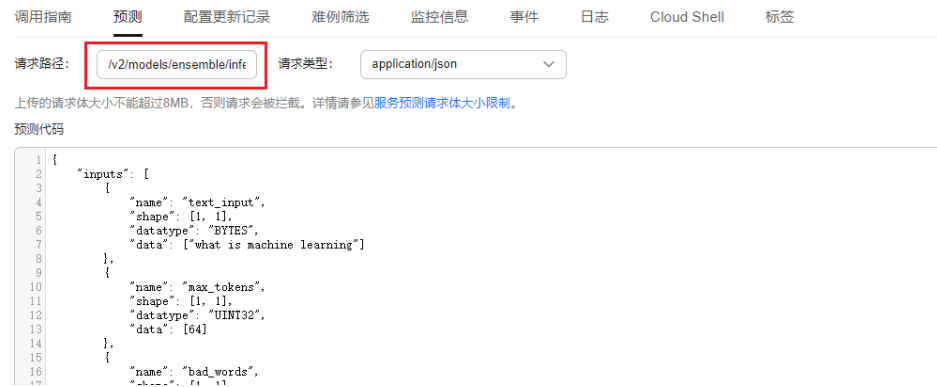 调用指南 预测 配置更新记录 难例筛选 监控信息 事件 日志 Cloud Shell 标签
请求路径: /v2/models/ensemble/infe 请求类型: application/json
上传的请求体大小不能超过8MB，否则请求会被拦截。详情请参见服务预测请求体大小限制。
预测代码
1 {
2 "inputs": [
3 {
4 "name": "text_input",
5 "shape": [1, 1],
6 "datatype": "BYTES",
7 "data": ["what is machine learning"]
8 },
9 {
10 "name": "max_tokens",
11 "shape": [1, 1],
12 "datatype": "UINT32",
13 "data": [64]
14 },
15 {
16 "name": "bad_words",
17 "shape": [1, 1]